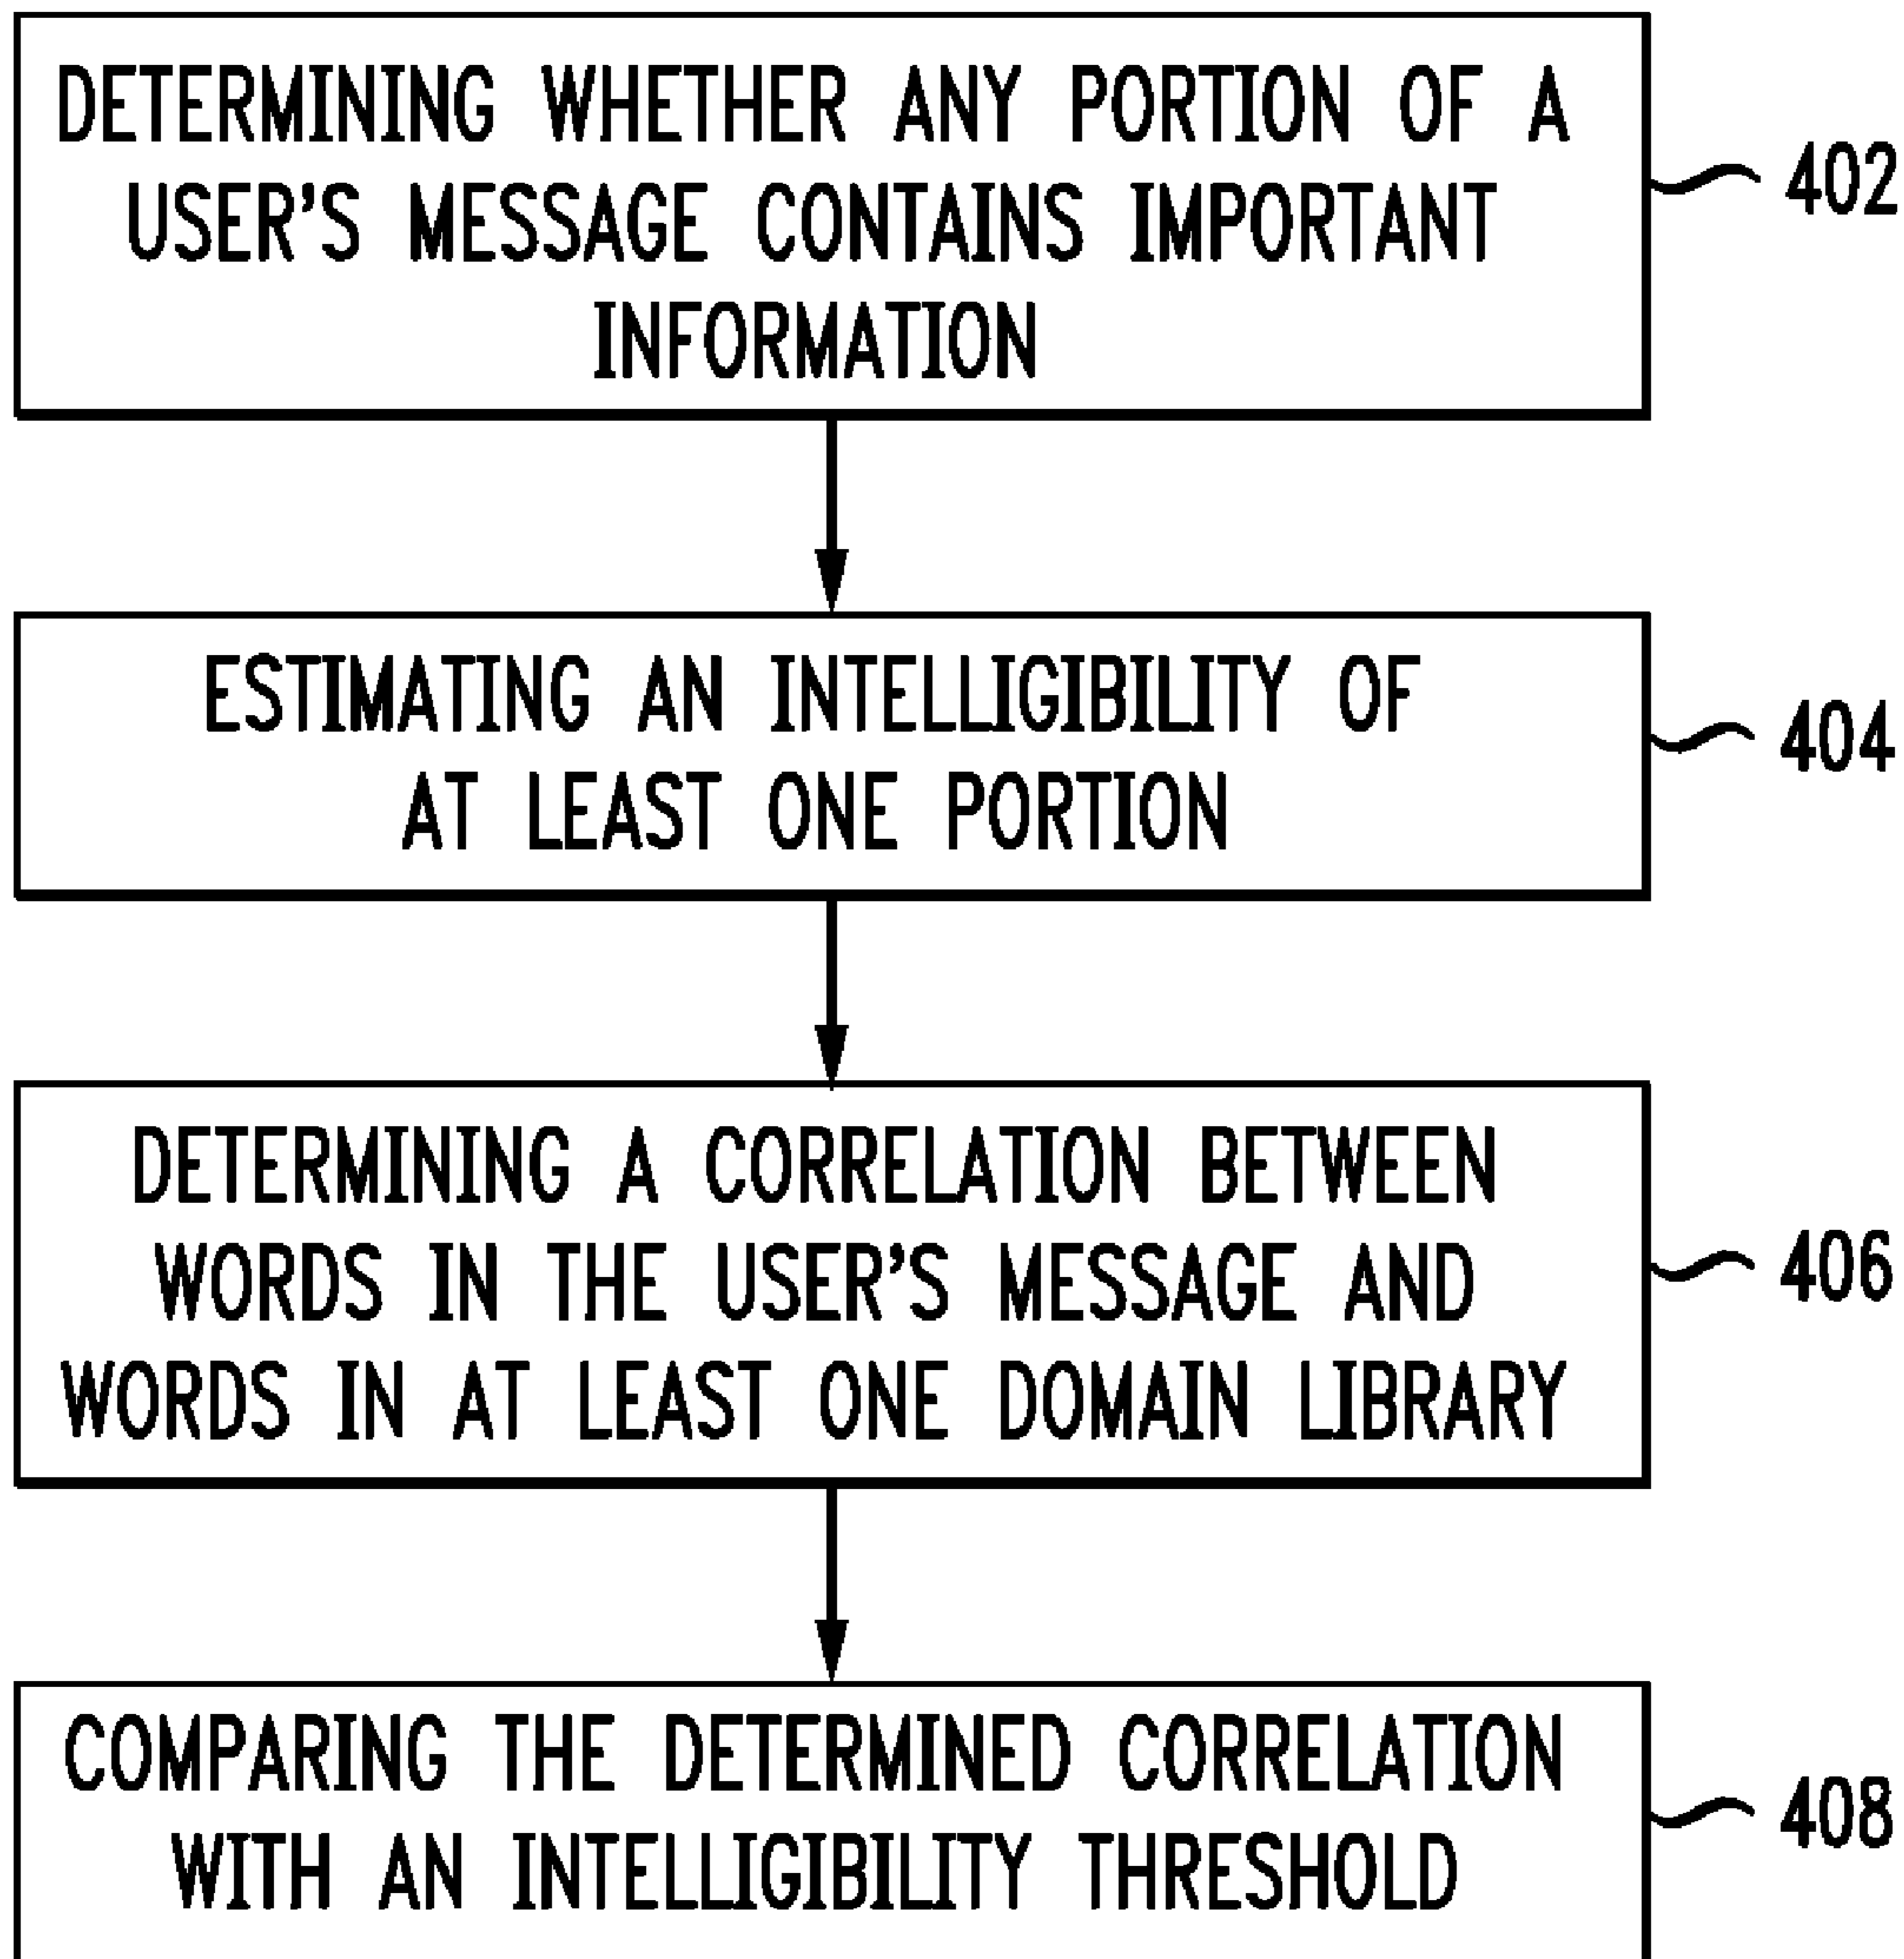 DETERMINING WHETHER ANY PORTION OF A
USER'S MESSAGE CONTAINS IMPORTANT
INFORMATION
402
ESTIMATING AN INTELLIGIBILITY OF
AT LEAST ONE PORTION
404
DETERMINING A CORRELATION BETWEEN
WORDS IN THE USER'S MESSAGE AND
WORDS IN AT LEAST ONE DOMAIN LIBRARY
406
COMPARING THE DETERMINED CORRELATION
WITH AN INTELLIGIBILITY THRESHOLD
408